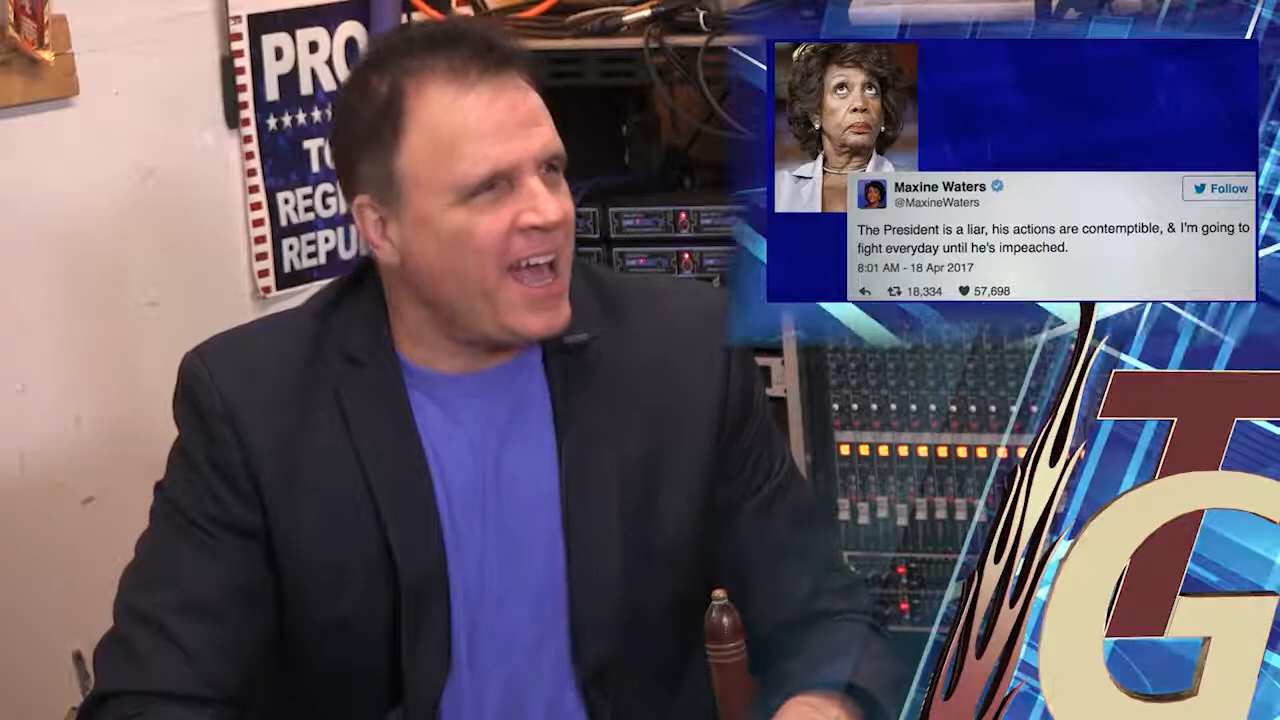 PRO
TO
REGI
REPU
Maxine Waters
@MaxineWaters
Follow
The President is a liar, his actions are contemptible, & I'm going to
fight everyday until he's impeached.
8:01 AM - 18 Apr 2017
18,334 57,698
T
G